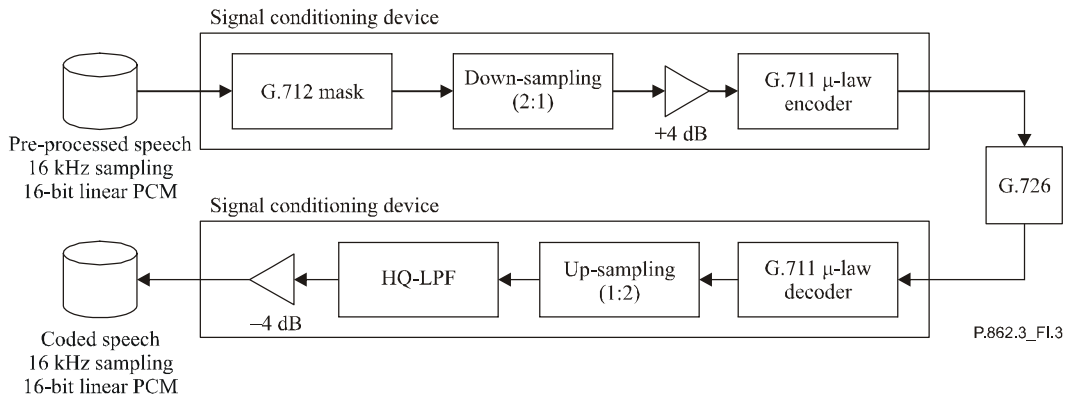 Signal conditioning device
G.712 mask
Down-sampling
(2:1)
+4 dB
G.711 μ-law
encoder
Pre-processed speech
16 kHz sampling
16-bit linear PCM
G.726
Signal conditioning device
HQ-LPF
Up-sampling
(1:2)
G.711 μ-law
decoder
–4 dB
Coded speech
16 kHz sampling
16-bit linear PCM
P.862.3_FI.3